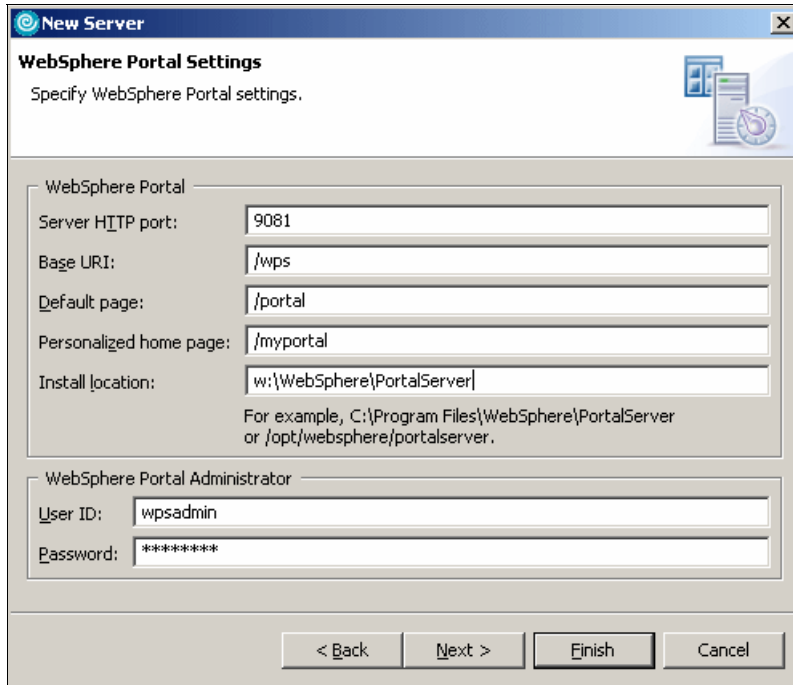 New Server
WebSphere Portal Settings
Specify WebSphere Portal settings.
WebSphere Portal
Server HTTP port: 9081
Base URI: /wps
Default page: /portal
Personalized home page: /myportal
Install location: w:\WebSphere\PortalServer
For example, C:\Program Files\WebSphere\PortalServer
or /opt/websphere/portalserver.
WebSphere Portal Administrator
User ID: wpsadmin
Password: ********
< Back Next > Finish Cancel